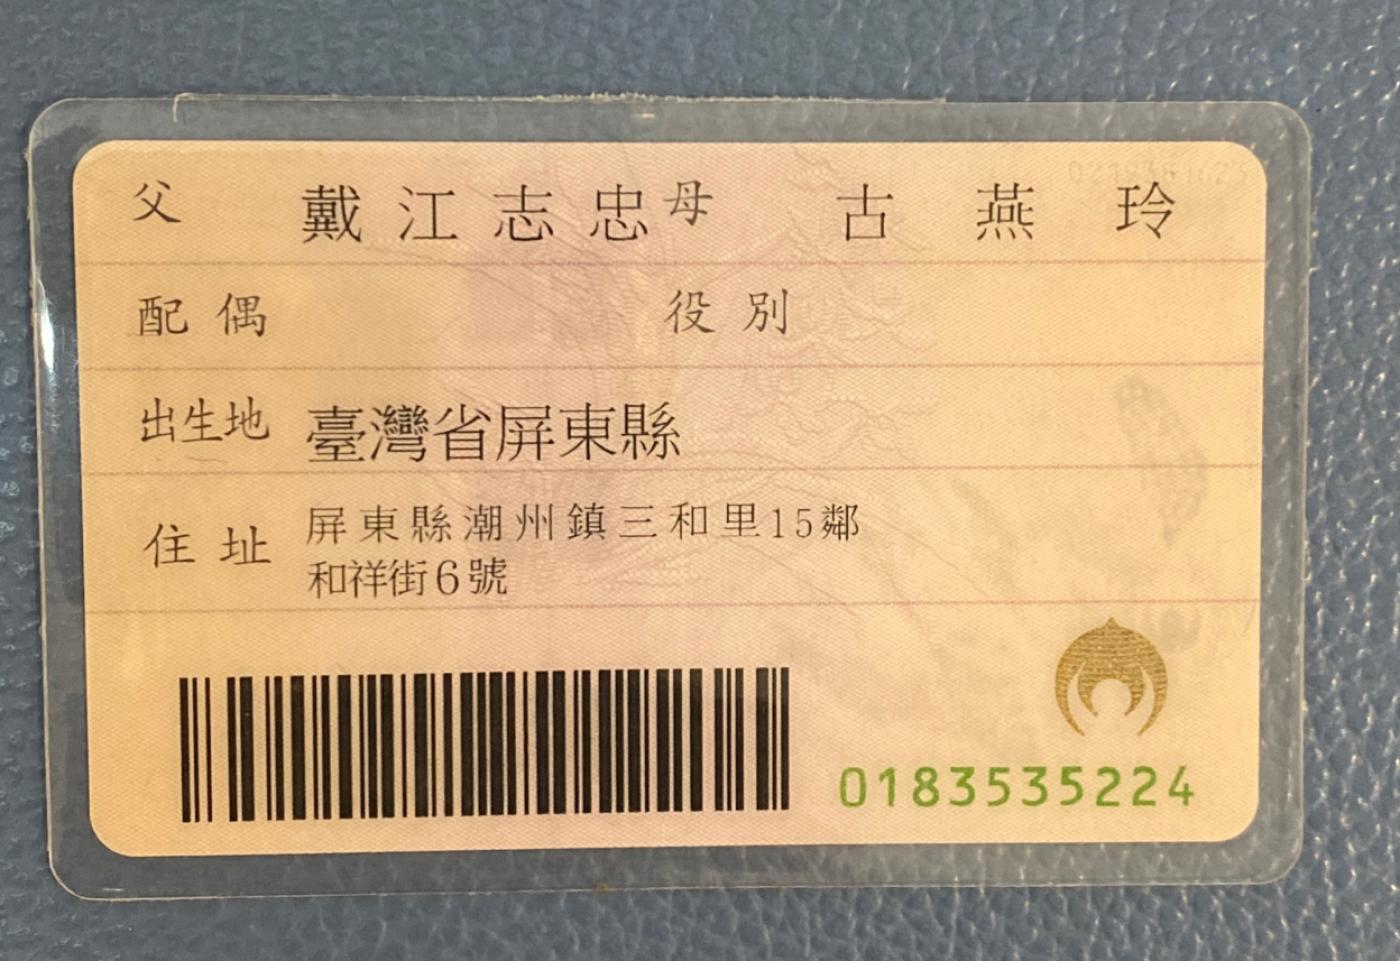 父 戴江志忠 母 古燕玲
配偶 役別
出生地 臺灣省屏東縣
住址 屏東縣潮州鎮三和里15鄰
和祥街6號
0183535224